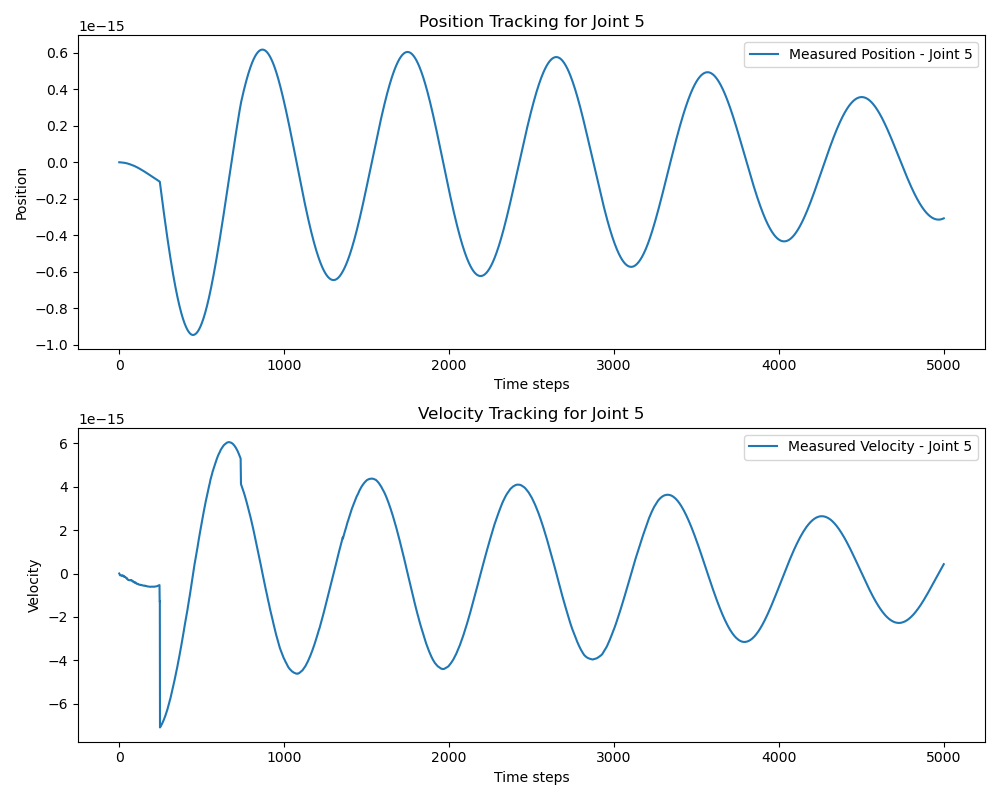 Position Tracking for Joint 5
1e−15
Measured Position - Joint 5
Position
0.6
0.4
0.2
0.0
−0.2
−0.4
−0.6
−0.8
−1.0
0 1000 2000 3000 4000 5000
Time steps
Velocity Tracking for Joint 5
1e−15
Measured Velocity - Joint 5
Velocity
6
4
2
0
−2
−4
−6
0 1000 2000 3000 4000 5000
Time steps